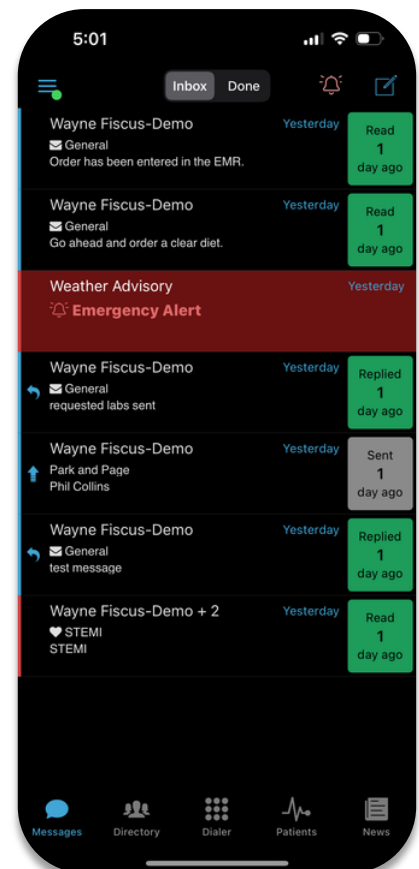 5:01
Inbox Done
Wayne Fiscus-Demo Yesterday
General
Order has been entered in the EMR.
Read
1
day ago
Wayne Fiscus-Demo Yesterday
General
Go ahead and order a clear diet.
Read
1
day ago
Weather Advisory Yesterday
Emergency Alert
Wayne Fiscus-Demo Yesterday
General
requested labs sent
Replied
1
day ago
Wayne Fiscus-Demo Yesterday
Park and Page
Phil Collins
Sent
1
day ago
Wayne Fiscus-Demo Yesterday
General
test message
Replied
1
day ago
Wayne Fiscus-Demo + 2 Yesterday
STEMI
STEMI
Read
1
day ago
Messages Directory Dialer Patients News